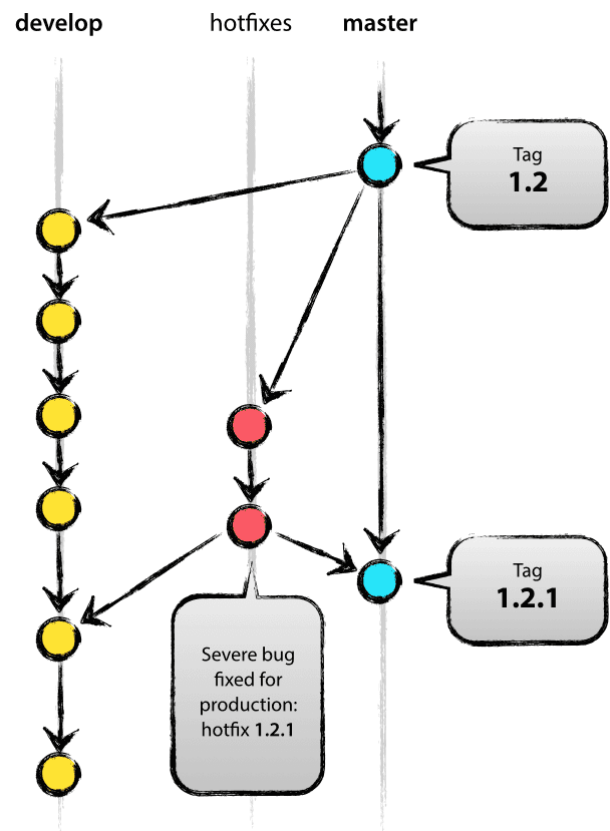 develop
hotfixes
master
Tag
1.2
Tag
1.2.1
Severe bug
fixed for
production:
hotfix 1.2.1